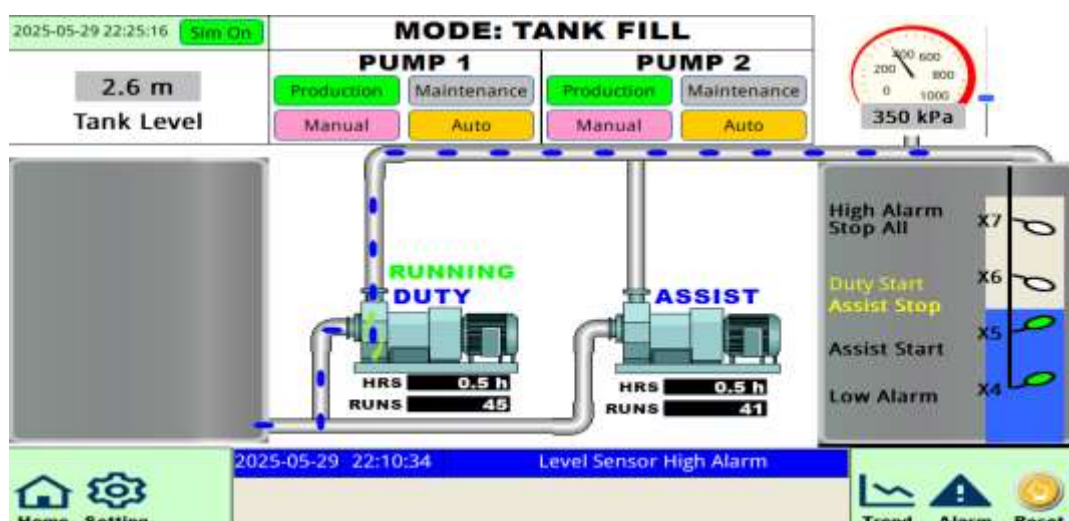 2025-05-29 22:25:16 Sim On
MODE: TANK FILL
2.6 m
Tank Level
PUMP 1
Production Maintenance
Manual Auto
PUMP 2
Production Maintenance
Manual Auto
0 200 400 600 800 1000
350 kPa
RUNNING
DUTY
HRS 0.5 h
RUNS 45
ASSIST
HRS 0.5 h
RUNS 41
High Alarm
Stop All
X7
Duty Start
Assist Stop
X6
X5
Assist Start
Low Alarm
X4
2025-05-29 22:10:34 Level Sensor High Alarm
Home Setting
Trend Alarm Reset